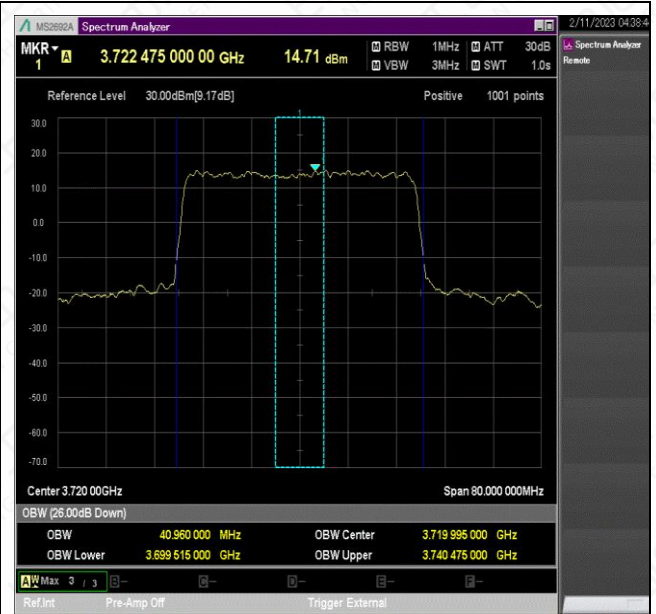 MS2692A Spectrum Analyzer
2/11/2023 04:38:4
MKR 1 A 3.722 475 000 00 GHz 14.71 dBm
M RBW 1MHz M ATT 30dB
M VBW 3MHz M SWT 1.0s
Spectrum Analyzer
Remote
Reference Level 30.00dBm[9.17dB] Positive 1001 points
1
30.0
20.0
10.0
0.0
-10.0
-20.0
-30.0
-40.0
-50.0
-60.0
-70.0
Center 3.720 00GHz Span 80.000 000MHz
OBW (26.00dB Down)
OBW 40.960 000 MHz OBW Center 3.719 995 000 GHz
OBW Lower 3.699 515 000 GHz OBW Upper 3.740 475 000 GHz
A W Max 3 / 3 B- C- D- E- F-
Ref.Int Pre-Amp Off Trigger External